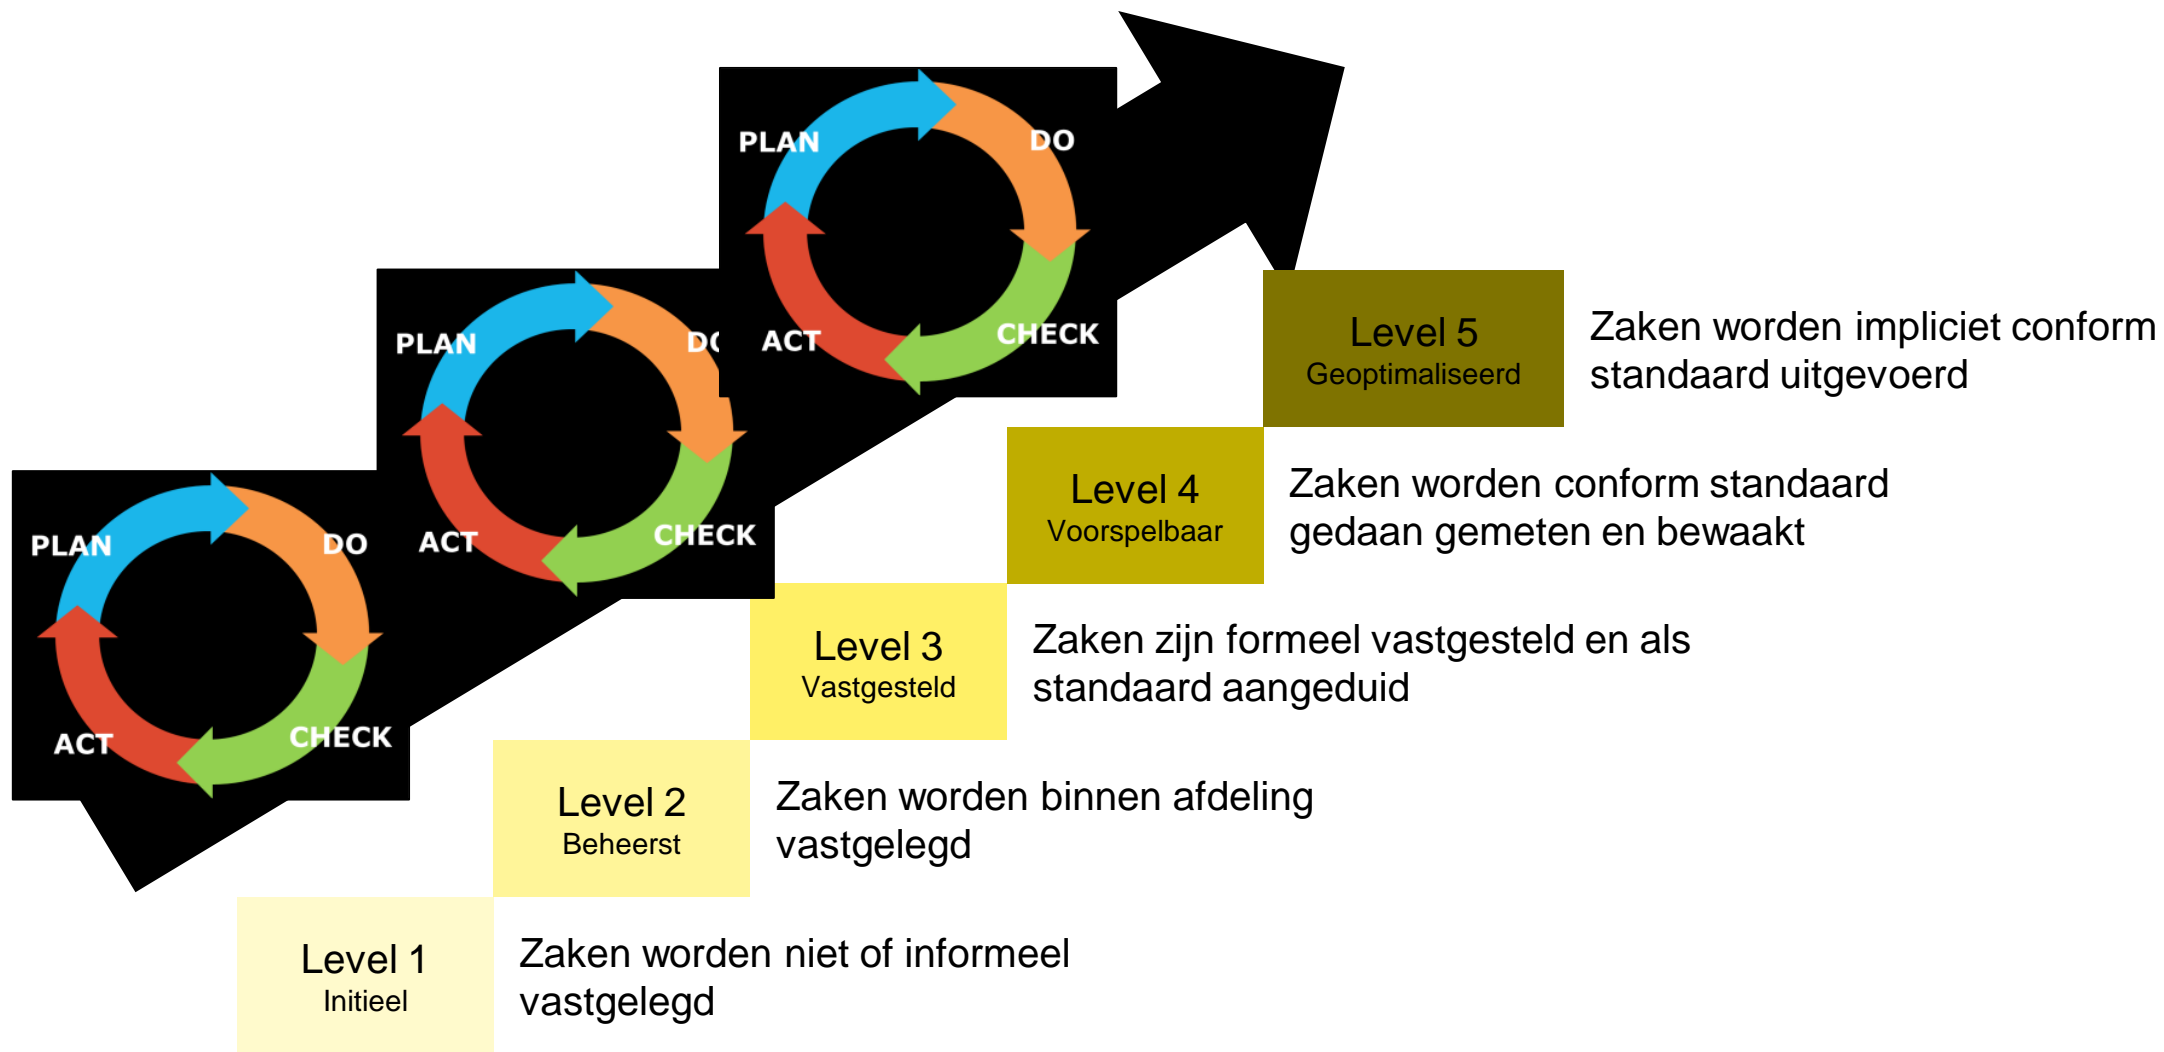 PLAN
DO
ACT
CHECK
PLAN
ACT
CHECK
PLAN
DO
ACT
CHECK
Level 5
Geoptimaliseerd
Zaken worden impliciet conform
standaard uitgevoerd
Level 4
Voorspelbaar
Zaken worden conform standaard
gedaan gemeten en bewaakt
Level 3
Vastgesteld
Zaken zijn formeel vastgesteld en als
standaard aangeduid
Level 2
Beheerst
Zaken worden binnen afdeling
vastgelegd
Level 1
Initieel
Zaken worden niet of informeel
vastgelegd